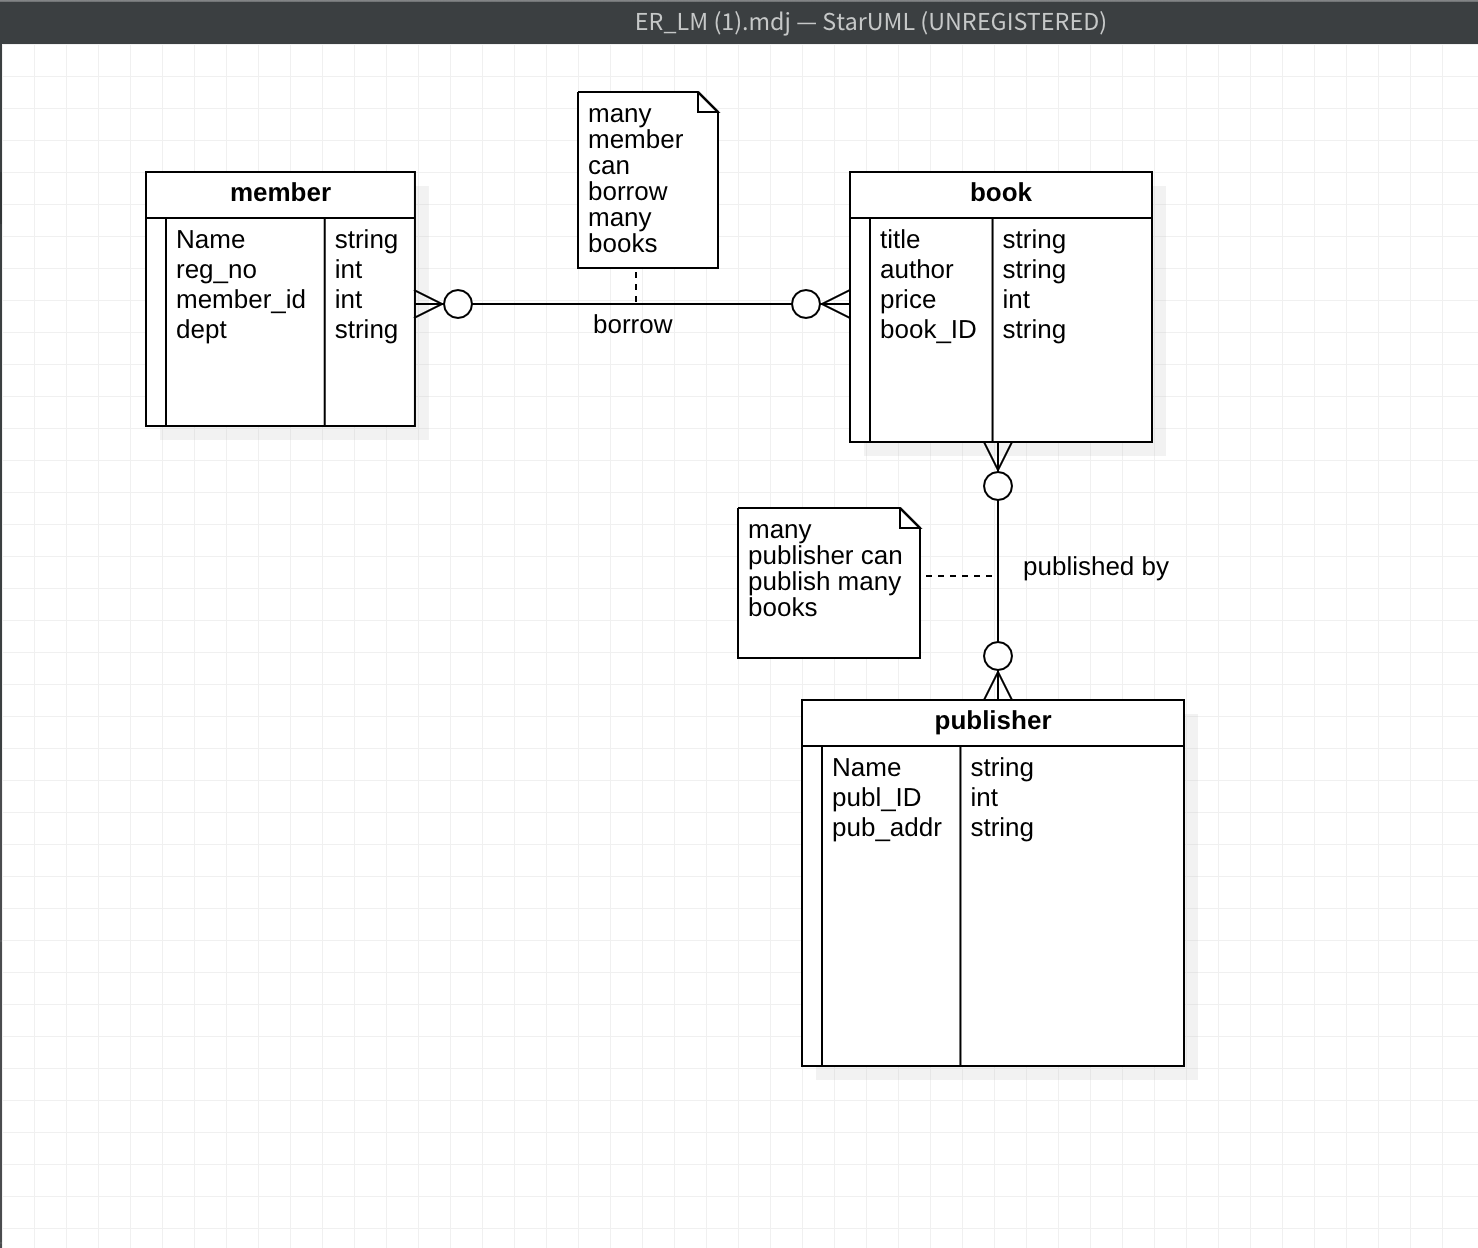 ER_LM (1).mdj — StarUML (UNREGISTERED)
many
member
can
borrow
many
books
member
Name string
reg_no int
member_id int
dept string
borrow
book
title string
author string
price int
book_ID string
many
publisher can
publish many
books
published by
publisher
Name string
publ_ID int
pub_addr string